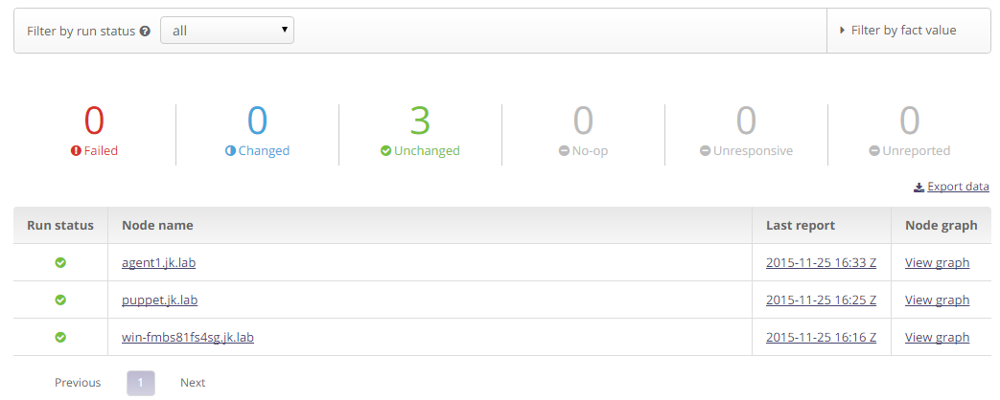 Filter by run status ? all Filter by fact value
0 0 3 0 0 0
Failed Changed Unchanged No-op Unresponsive Unreported
Export data
Run status Node name Last report Node graph
agent1.jk.lab 2015-11-25 16:33 Z View graph
puppet.jk.lab 2015-11-25 16:25 Z View graph
win-fmbs81fs4sg.jk.lab 2015-11-25 16:16 Z View graph
Previous 1 Next